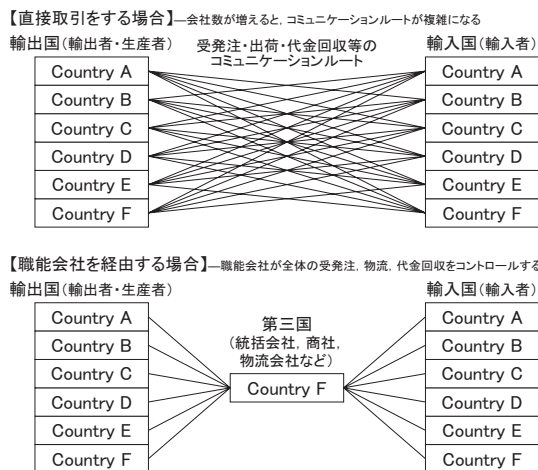 【直接取引をする場合】―会社数が増えると，コミュニケーションルートが複雑になる
輸出国（輸出者・生産者）
受発注・出荷・代金回収等の
コミュニケーションルート
輸入国（輸入者）
Country A
Country B
Country C
Country D
Country E
Country F
Country A
Country B
Country C
Country D
Country E
Country F
【職能会社を経由する場合】―職能会社が全体の受発注，物流，代金回収をコントロールする
輸出国（輸出者・生産者）
輸入国（輸入者）
Country A
Country B
Country C
Country D
Country E
Country F
第三国
（統括会社，商社，
物流会社など）
Country F
Country A
Country B
Country C
Country D
Country E
Country F